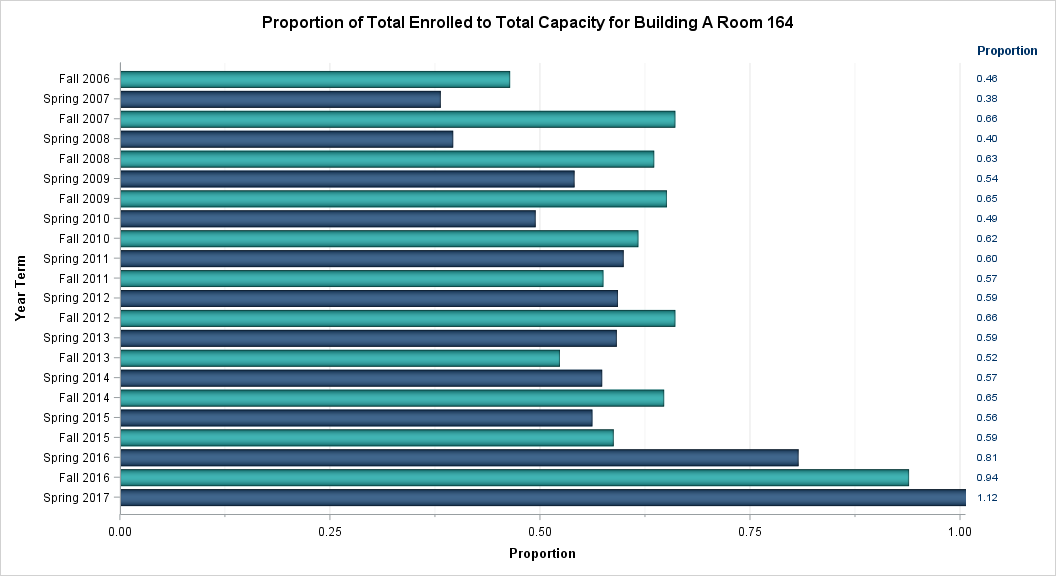 Proportion of Total Enrolled to Total Capacity for Building A Room 164
Proportion
Fall 2006 0.46
Spring 2007 0.38
Fall 2007 0.66
Spring 2008 0.40
Fall 2008 0.63
Spring 2009 0.54
Fall 2009 0.65
Spring 2010 0.49
Fall 2010 0.62
Spring 2011 0.60
Fall 2011 0.57
Spring 2012 0.59
Fall 2012 0.66
Spring 2013 0.59
Fall 2013 0.52
Spring 2014 0.57
Fall 2014 0.65
Spring 2015 0.56
Fall 2015 0.59
Spring 2016 0.81
Fall 2016 0.94
Spring 2017 1.12
Year Term
0.00 0.25 0.50 0.75 1.00
Proportion